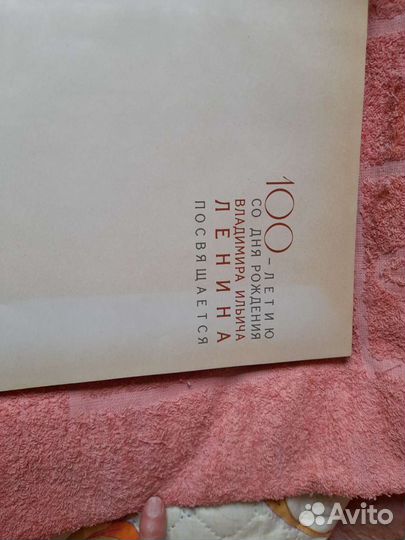 100-ЛЕТИЮ
СО ДНЯ РОЖДЕНИЯ
ВЛАДИМИРА ИЛЬИЧА
ЛЕНИНА
ПОСВЯЩАЕТСЯ
Avito